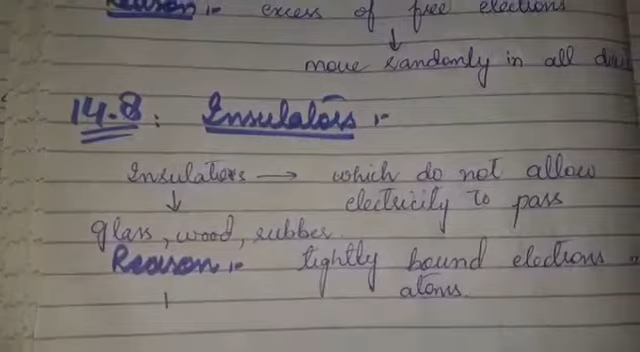 Reason :- excess of free electrons
↓
move randomly in all
14.8: Insulators :-
Insulators → which do not allow
↓ electricity to pass
glass, wood, rubber
Reason :- tightly bound electrons
atoms.